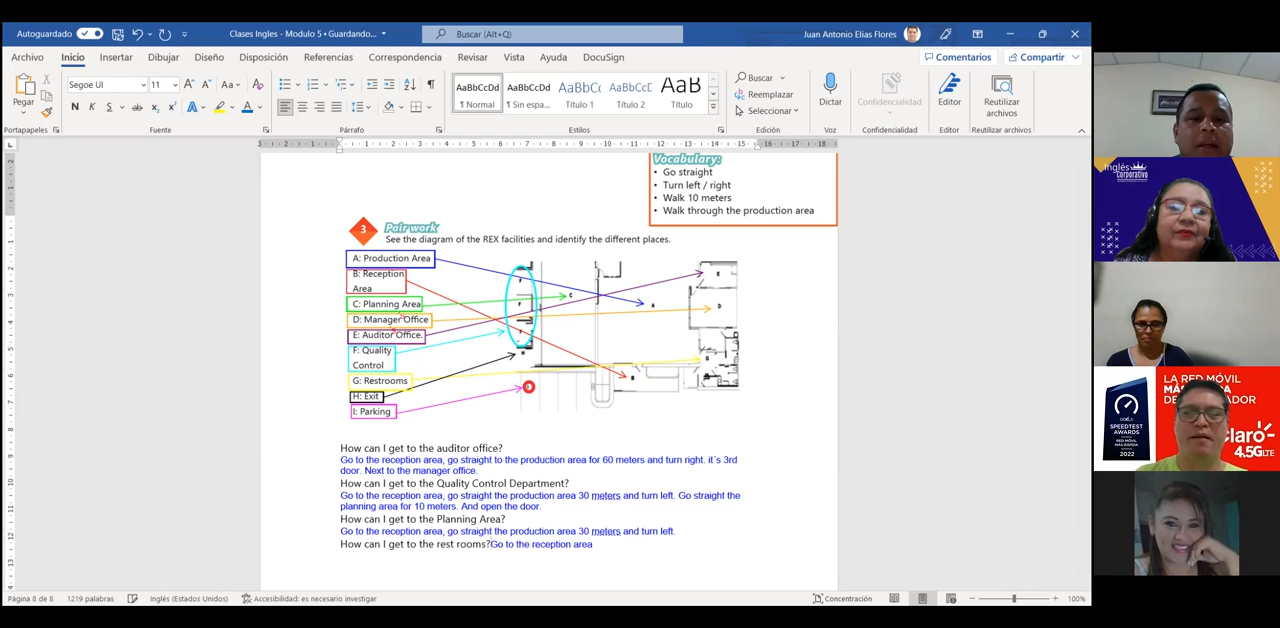 Autoguardado
Clases Ingles - Modulo 5 • Guardando...
Buscar (Alt+Q)
Juan Antonio Elias Flores
Archivo Inicio Insertar Dibujar Diseño Disposición Referencias Correspondencia Revisar Vista Ayuda DocuSign
Comentarios Compartir
Pegar
Segoe UI 11
N K S
AaBbCcDd AaBbCcDd AaBbCc AaBbCcD AaB
¶ Normal ¶ Sin espa... Título 1 Título 2 Título
Buscar
Reemplazar
Seleccionar
Dictar
Confidencialidad
Editor
Reutilizar archivos
Portapapeles Fuente Párrafo Estilos Edición Voz Confidencialidad Editor Reutilizar archivos
Vocabulary:
• Go straight
• Turn left / right
• Walk 10 meters
• Walk through the production area
3 Pair work
See the diagram of the REX facilities and identify the different places.
A: Production Area
B: Reception
Area
C: Planning Area
D: Manager Office
E: Auditor Office.
F: Quality
Control
G: Restrooms
H: Exit
I: Parking
How can I get to the auditor office?
Go to the reception area, go straight to the production area for 60 meters and turn right. it´s 3rd
door. Next to the manager office.
How can I get to the Quality Control Department?
Go to the reception area, go straight the production area 30 meters and turn left. Go straight the
planning area for 10 meters. And open the door.
How can I get to the Planning Area?
Go to the reception area, go straight the production area 30 meters and turn left.
How can I get to the rest rooms?Go to the reception area
Página 8 de 8 1219 palabras Inglés (Estados Unidos) Accesibilidad: es necesario investigar
Concentración 100%
Inglés
Corporativo
LA RED MÓVIL
SPEEDTEST
AWARDS
RED MÓVIL
MÁS RÁPIDA
2022
Claro
4.5G LTE